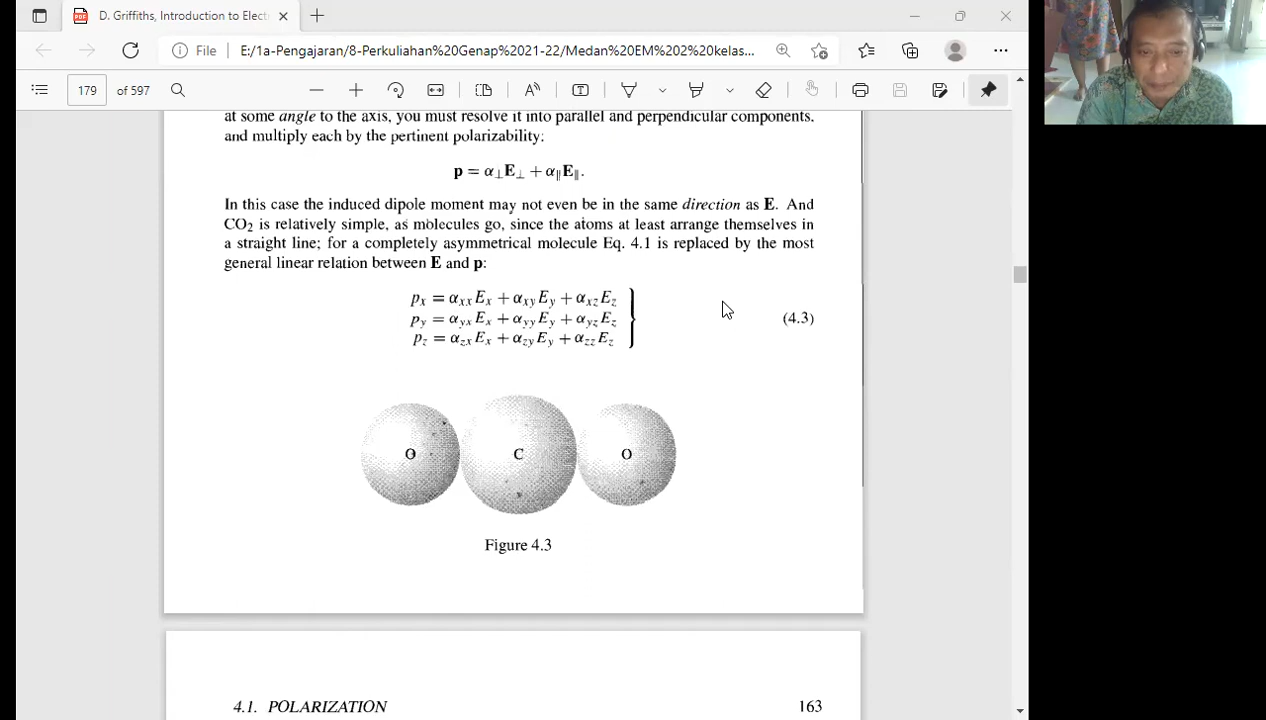 D. Griffiths, Introduction to Elect
File
E:/1a-Pengajaran/8-Perkuliahan%20Genap%2021-22/Medan%20EM%202%20kelas...
179 of 597
at some angle to the axis, you must resolve it into parallel and perpendicular components,
and multiply each by the pertinent polarizability:
p = α⊥E⊥ + α∥E∥.
In this case the induced dipole moment may not even be in the same direction as E. And
CO₂ is relatively simple, as molecules go, since the atoms at least arrange themselves in
a straight line; for a completely asymmetrical molecule Eq. 4.1 is replaced by the most
general linear relation between E and p:
pₓ = αₓₓEₓ + αxyEy + αxzEz
py = αyxEx + αyyEy + αyzEz (4.3)
pz = αzxEx + αzyEy + αzzEz
O C O
Figure 4.3
4.1. POLARIZATION 163